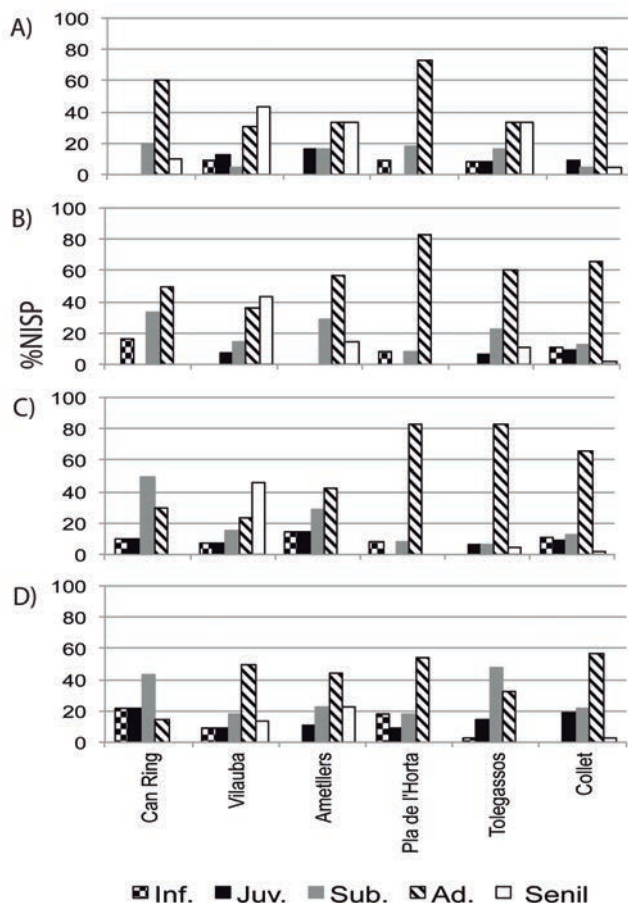 A)
100
80
60
40
20
0
B)
100
80
60
40
20
0
%NISP
C)
100
80
60
40
20
0
D)
100
80
60
40
20
0
Can Ring
Vilauba
Ametllers
Pla de l'Horta
Tolegassos
Collet
Inf. Juv. Sub. Ad. Senil